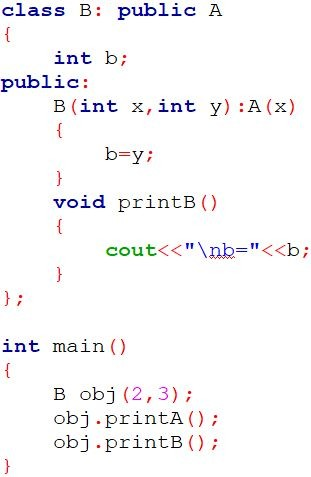 class B: public A
{
    int b;
public:
    B(int x,int y):A(x)
    {
        b=y;
    }
    void printB()
    {
        cout<<"\nb="<<b;
    }
};

int main()
{
    B obj(2,3);
    obj.printA();
    obj.printB();
}